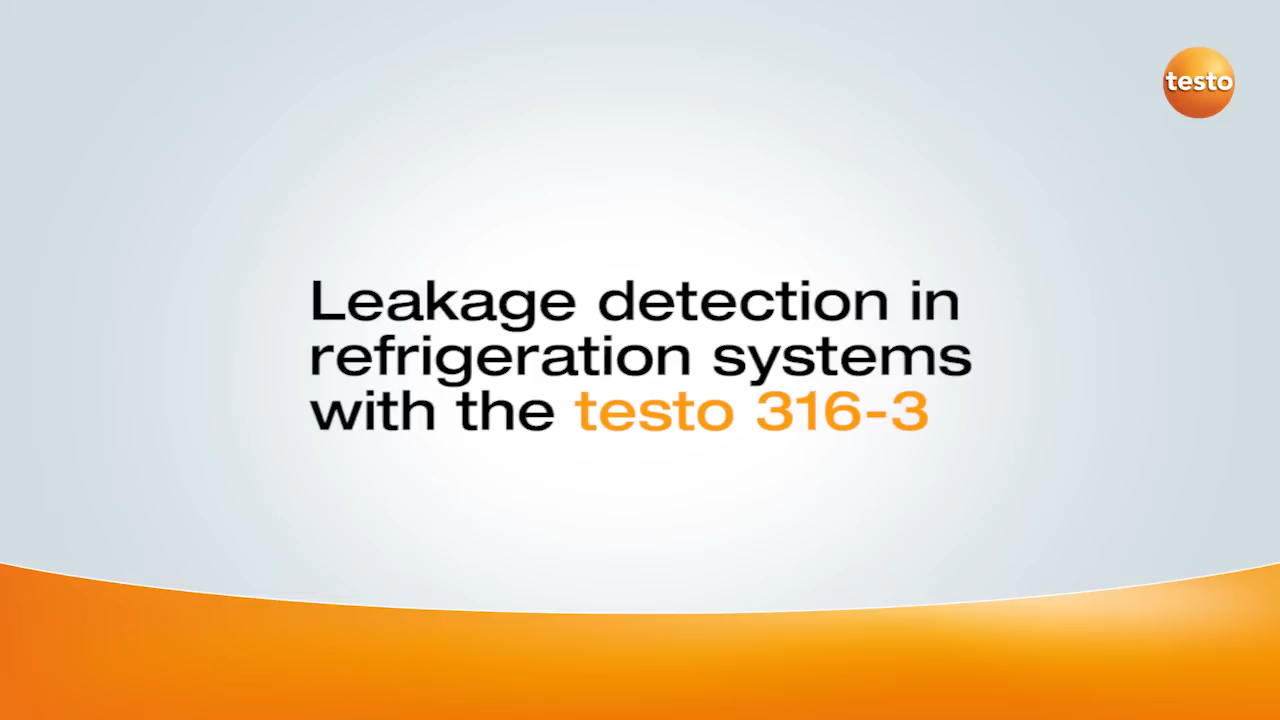 testo
Leakage detection in
refrigeration systems
with the testo 316-3